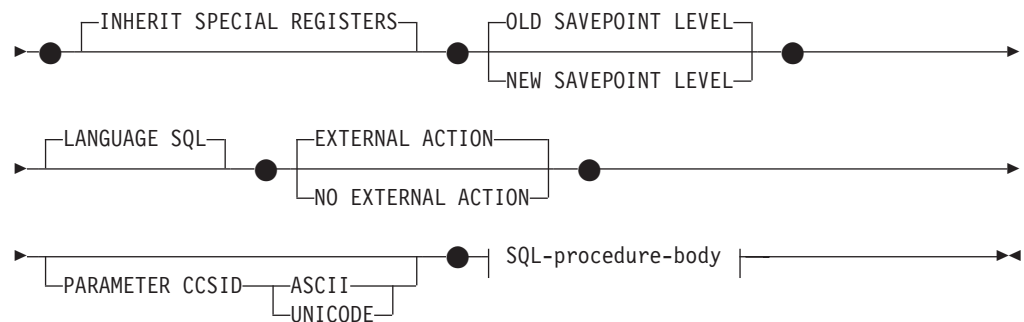 INHERIT SPECIAL REGISTERS
OLD SAVEPOINT LEVEL
NEW SAVEPOINT LEVEL
LANGUAGE SQL
EXTERNAL ACTION
NO EXTERNAL ACTION
PARAMETER CCSID
ASCII
UNICODE
SQL-procedure-body